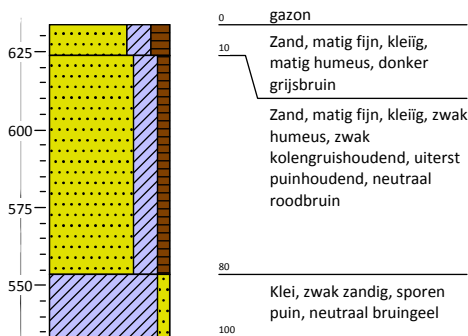 0 gazon
625
10
Zand, matig fijn, kleiïg,
matig humeus, donker
grijsbruin
600
Zand, matig fijn, kleiïg, zwak
humeus, zwak
kolengruishoudend, uiterst
puinhoudend, neutraal
roodbruin
575
80
550
Klei, zwak zandig, sporen
puin, neutraal bruingeel
100